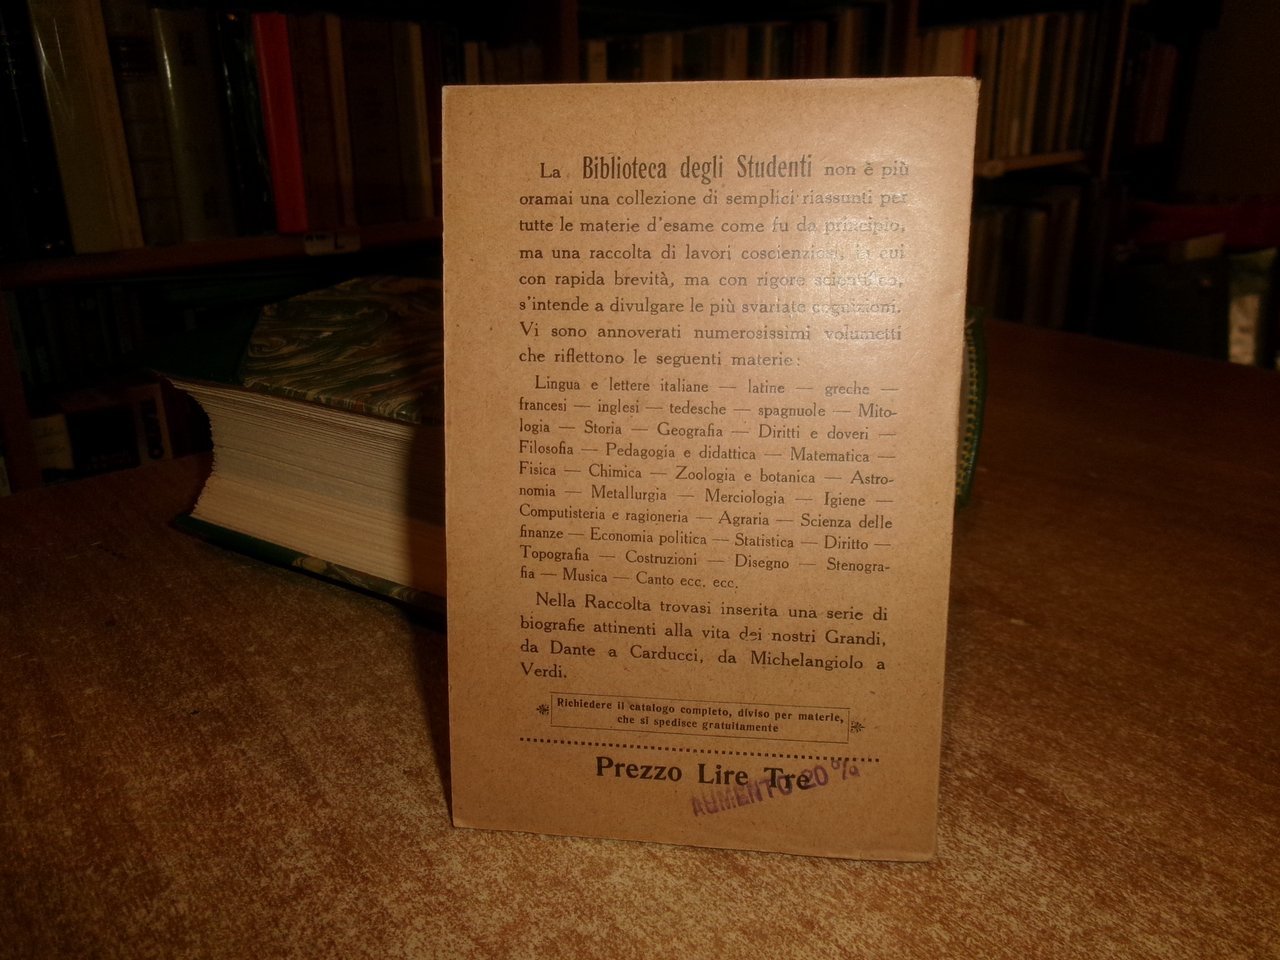 La Biblioteca degli Studenti non è più
oramai una collezione di semplici riassunti per
tutte le materie d'esame come fu da principio,
ma una raccolta di lavori coscienziosi, in cui
con rapida brevità, ma con rigore scientifico,
s'intende a divulgare le più svariate cognizioni.
Vi sono annoverati numerosissimi volumetti
che riflettono le seguenti materie:
Lingua e lettere italiane — latine — greche —
francesi — inglesi — tedesche — spagnuole — Mito-
logia — Storia — Geografia — Diritti e doveri —
Filosofia — Pedagogia e didattica — Matematica —
Fisica — Chimica — Zoologia e botanica — Astro-
nomia — Metallurgia — Merciologia — Igiene —
Computisteria e ragioneria — Agraria — Scienza delle
finanze — Economia politica — Statistica — Diritto —
Topografia — Costruzioni — Disegno — Stenogra-
fia — Musica — Canto ecc. ecc.
Nella Raccolta trovasi inserita una serie di
biografie attinenti alla vita dei nostri Grandi,
da Dante a Carducci, da Michelangiolo a
Verdi.
Richiedere il catalogo completo, diviso per materie,
che si spedisce gratuitamente
Prezzo Lire Tre
AUMENTO 20 %